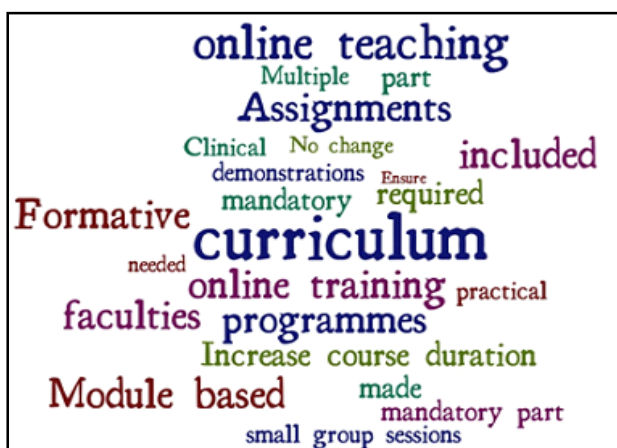 online teaching
Multiple part
Assignments
Clinical No change included
demonstrations Ensure
mandatory required
Formative
curriculum
needed
online training practical
faculties programmes
Increase course duration
Module based made
mandatory part
small group sessions